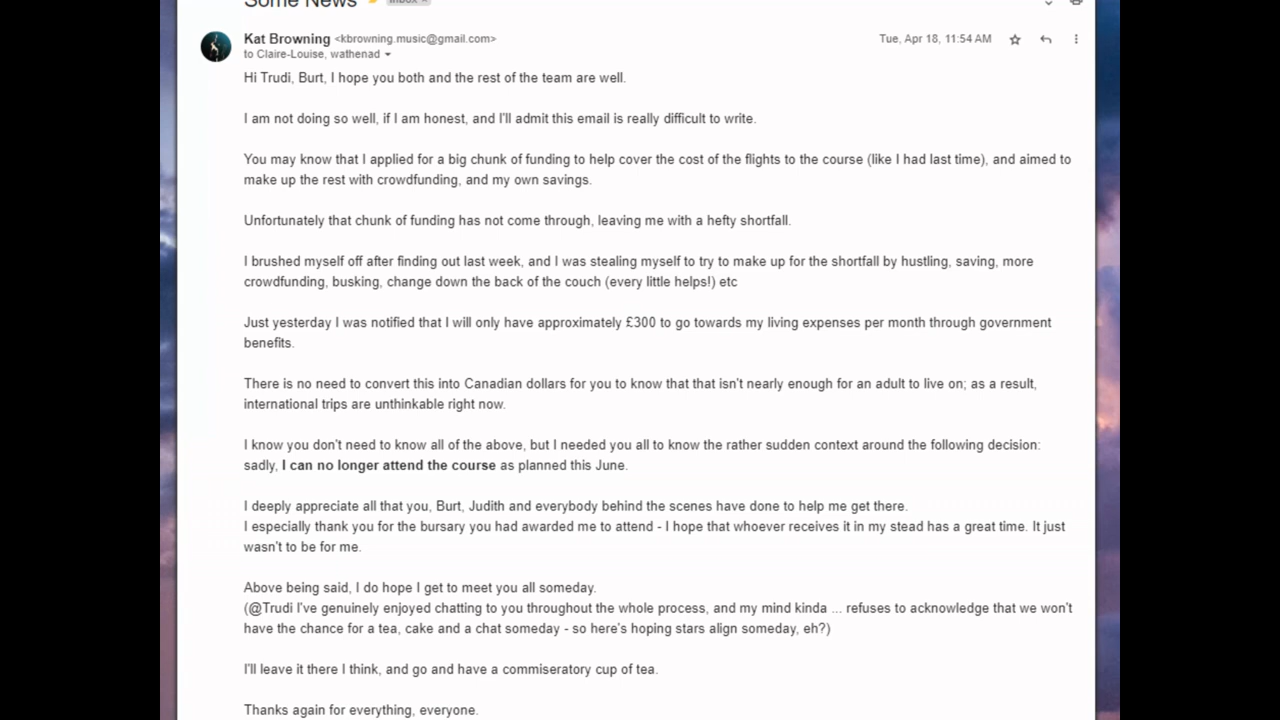 Some News
Inbox ×
Kat Browning <kbrowning.music@gmail.com>
Tue, Apr 18, 11:54 AM
to Claire-Louise, wathenad
Hi Trudi, Burt, I hope you both and the rest of the team are well.
I am not doing so well, if I am honest, and I'll admit this email is really difficult to write.
You may know that I applied for a big chunk of funding to help cover the cost of the flights to the course (like I had last time), and aimed to
make up the rest with crowdfunding, and my own savings.
Unfortunately that chunk of funding has not come through, leaving me with a hefty shortfall.
I brushed myself off after finding out last week, and I was stealing myself to try to make up for the shortfall by hustling, saving, more
crowdfunding, busking, change down the back of the couch (every little helps!) etc
Just yesterday I was notified that I will only have approximately £300 to go towards my living expenses per month through government
benefits.
There is no need to convert this into Canadian dollars for you to know that that isn't nearly enough for an adult to live on; as a result,
international trips are unthinkable right now.
I know you don't need to know all of the above, but I needed you all to know the rather sudden context around the following decision:
sadly, I can no longer attend the course as planned this June.
I deeply appreciate all that you, Burt, Judith and everybody behind the scenes have done to help me get there.
I especially thank you for the bursary you had awarded me to attend - I hope that whoever receives it in my stead has a great time. It just
wasn't to be for me.
Above being said, I do hope I get to meet you all someday.
(@Trudi I've genuinely enjoyed chatting to you throughout the whole process, and my mind kinda ... refuses to acknowledge that we won't
have the chance for a tea, cake and a chat someday - so here's hoping stars align someday, eh?)
I'll leave it there I think, and go and have a commiseratory cup of tea.
Thanks again for everything, everyone.